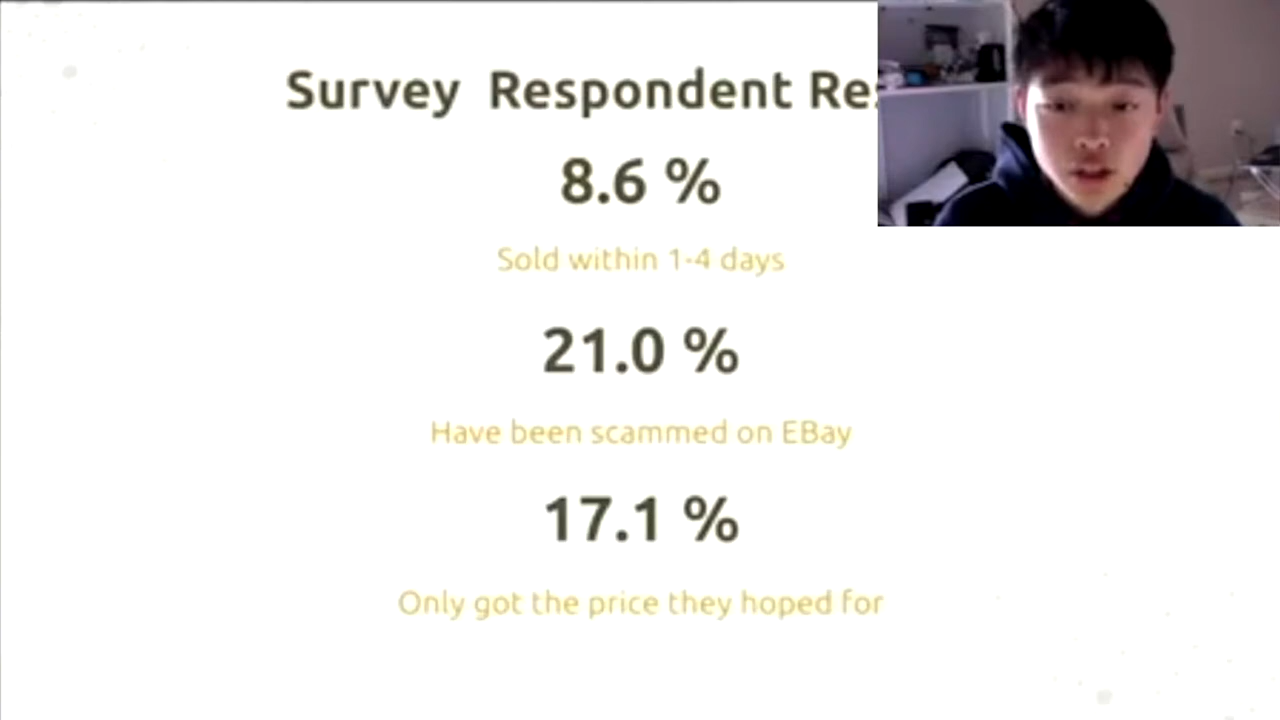 Survey Respondent
8.6 %
Sold within 1-4 days
21.0 %
Have been scammed on EBay
17.1 %
Only got the price they hoped for